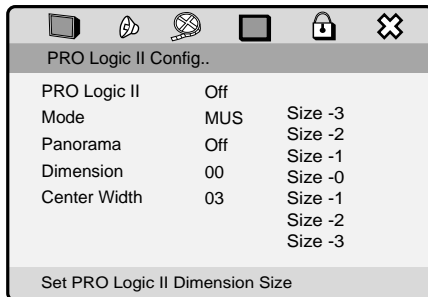 PRO Logic II Config..
PRO Logic II Off
Mode MUS
Panorama Off
Dimension 00
Center Width 03
Size -3
Size -2
Size -1
Size -0
Size -1
Size -2
Size -3
Set PRO Logic II Dimension Size